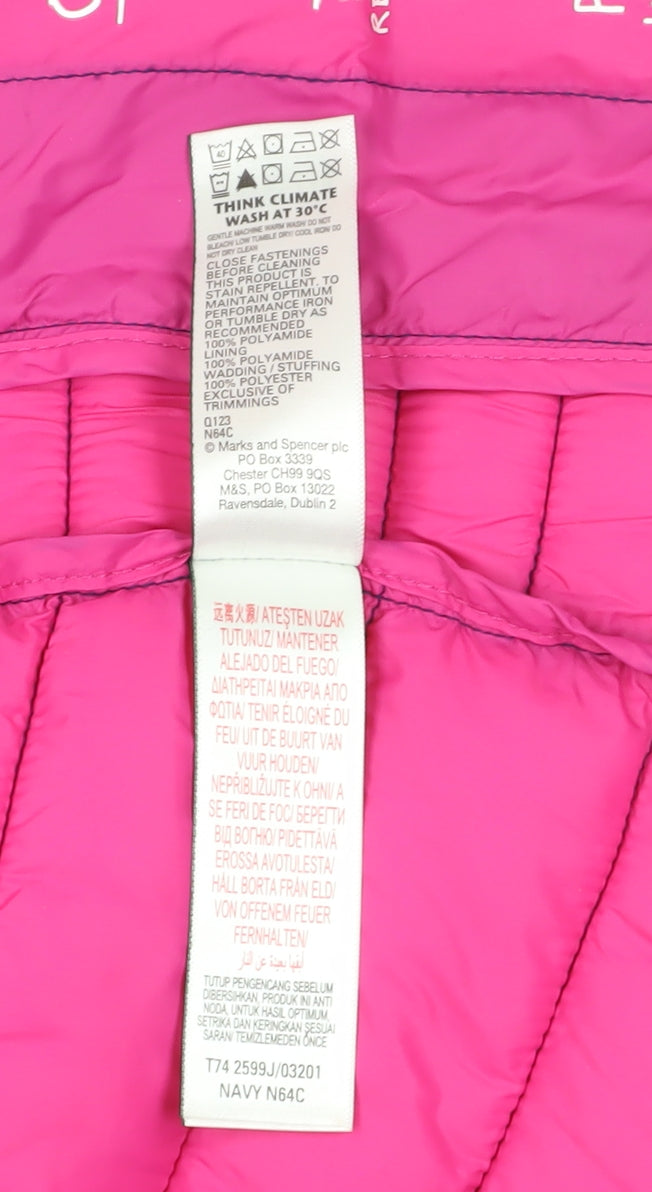 40
THINK CLIMATE
WASH AT 30°C
GENTLE MACHINE WARM WASH/ DO NOT
BLEACH/ LOW TUMBLE DRY/ COOL IRON/ DO
NOT DRY CLEAN
CLOSE FASTENINGS
BEFORE CLEANING
THIS PRODUCT IS
STAIN REPELLENT. TO
MAINTAIN OPTIMUM
PERFORMANCE IRON
OR TUMBLE DRY AS
RECOMMENDED
100% POLYAMIDE
LINING
100% POLYAMIDE
WADDING / STUFFING
100% POLYESTER
EXCLUSIVE OF
TRIMMINGS
Q123
N64C
© Marks and Spencer plc
PO Box 3339
Chester CH99 9QS
M&S, PO Box 13022
Ravensdale, Dublin 2
远离火源/ ATEŞTEN UZAK
TUTUNUZ/ MANTENER
ALEJADO DEL FUEGO/
ΔΙΑΤΗΡΕΙΤΑΙ ΜΑΚΡΙΑ ΑΠΟ
ΦΩΤΙΑ/ TENIR ÉLOIGNÉ DU
FEU/ UIT DE BUURT VAN
VUUR HOUDEN/
NEPŘIBLIŽUJTE K OHNI/ A
SE FERI DE FOC/ БЕРЕГТИ
ВІД ВОГНЮ/ PIDETTÄVÄ
EROSSA AVOTULESTA/
HÅLL BORTA FRÅN ELD/
VON OFFENEM FEUER
FERNHALTEN/
أبقها بعيدة عن النار
TUTUP PENGENCANG SEBELUM
DIBERSIHKAN, PRODUK INI ANTI
NODA, UNTUK HASIL OPTIMUM,
SETRIKA DAN KERINGKAN SESUAI
SARAN/ TEMİZLEMEDEN ÖNCE
T74 2599J/03201
NAVY N64C